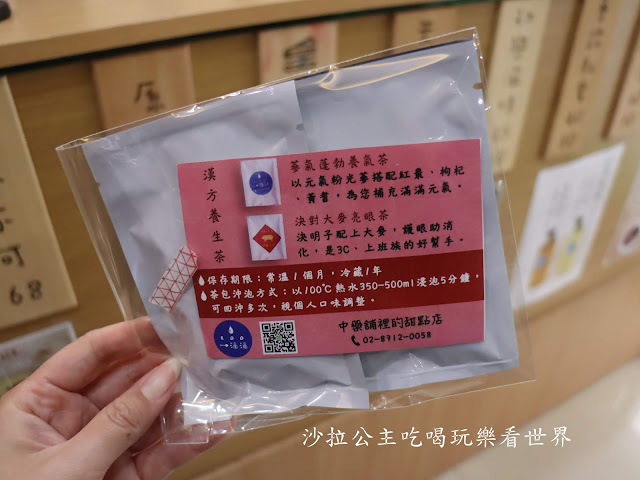 漢方養生茶
蔘氣蓬勃養氣茶
以元氣粉光蔘搭配紅棗、枸杞
、黃耆，為您補充滿滿元氣。
決對大麥亮眼茶
決明子配上大麥，護眼助消
化，是3C、上班族的好幫手。
保存期限：常溫1個月，冷藏1年
茶包沖泡方式：以100°C熱水350-500ml浸泡5分鐘，
可回沖多次，視個人口味調整。
中藥舖裡的甜點店
02-8912-0058
可
68
沙拉公主吃喝玩樂看世界